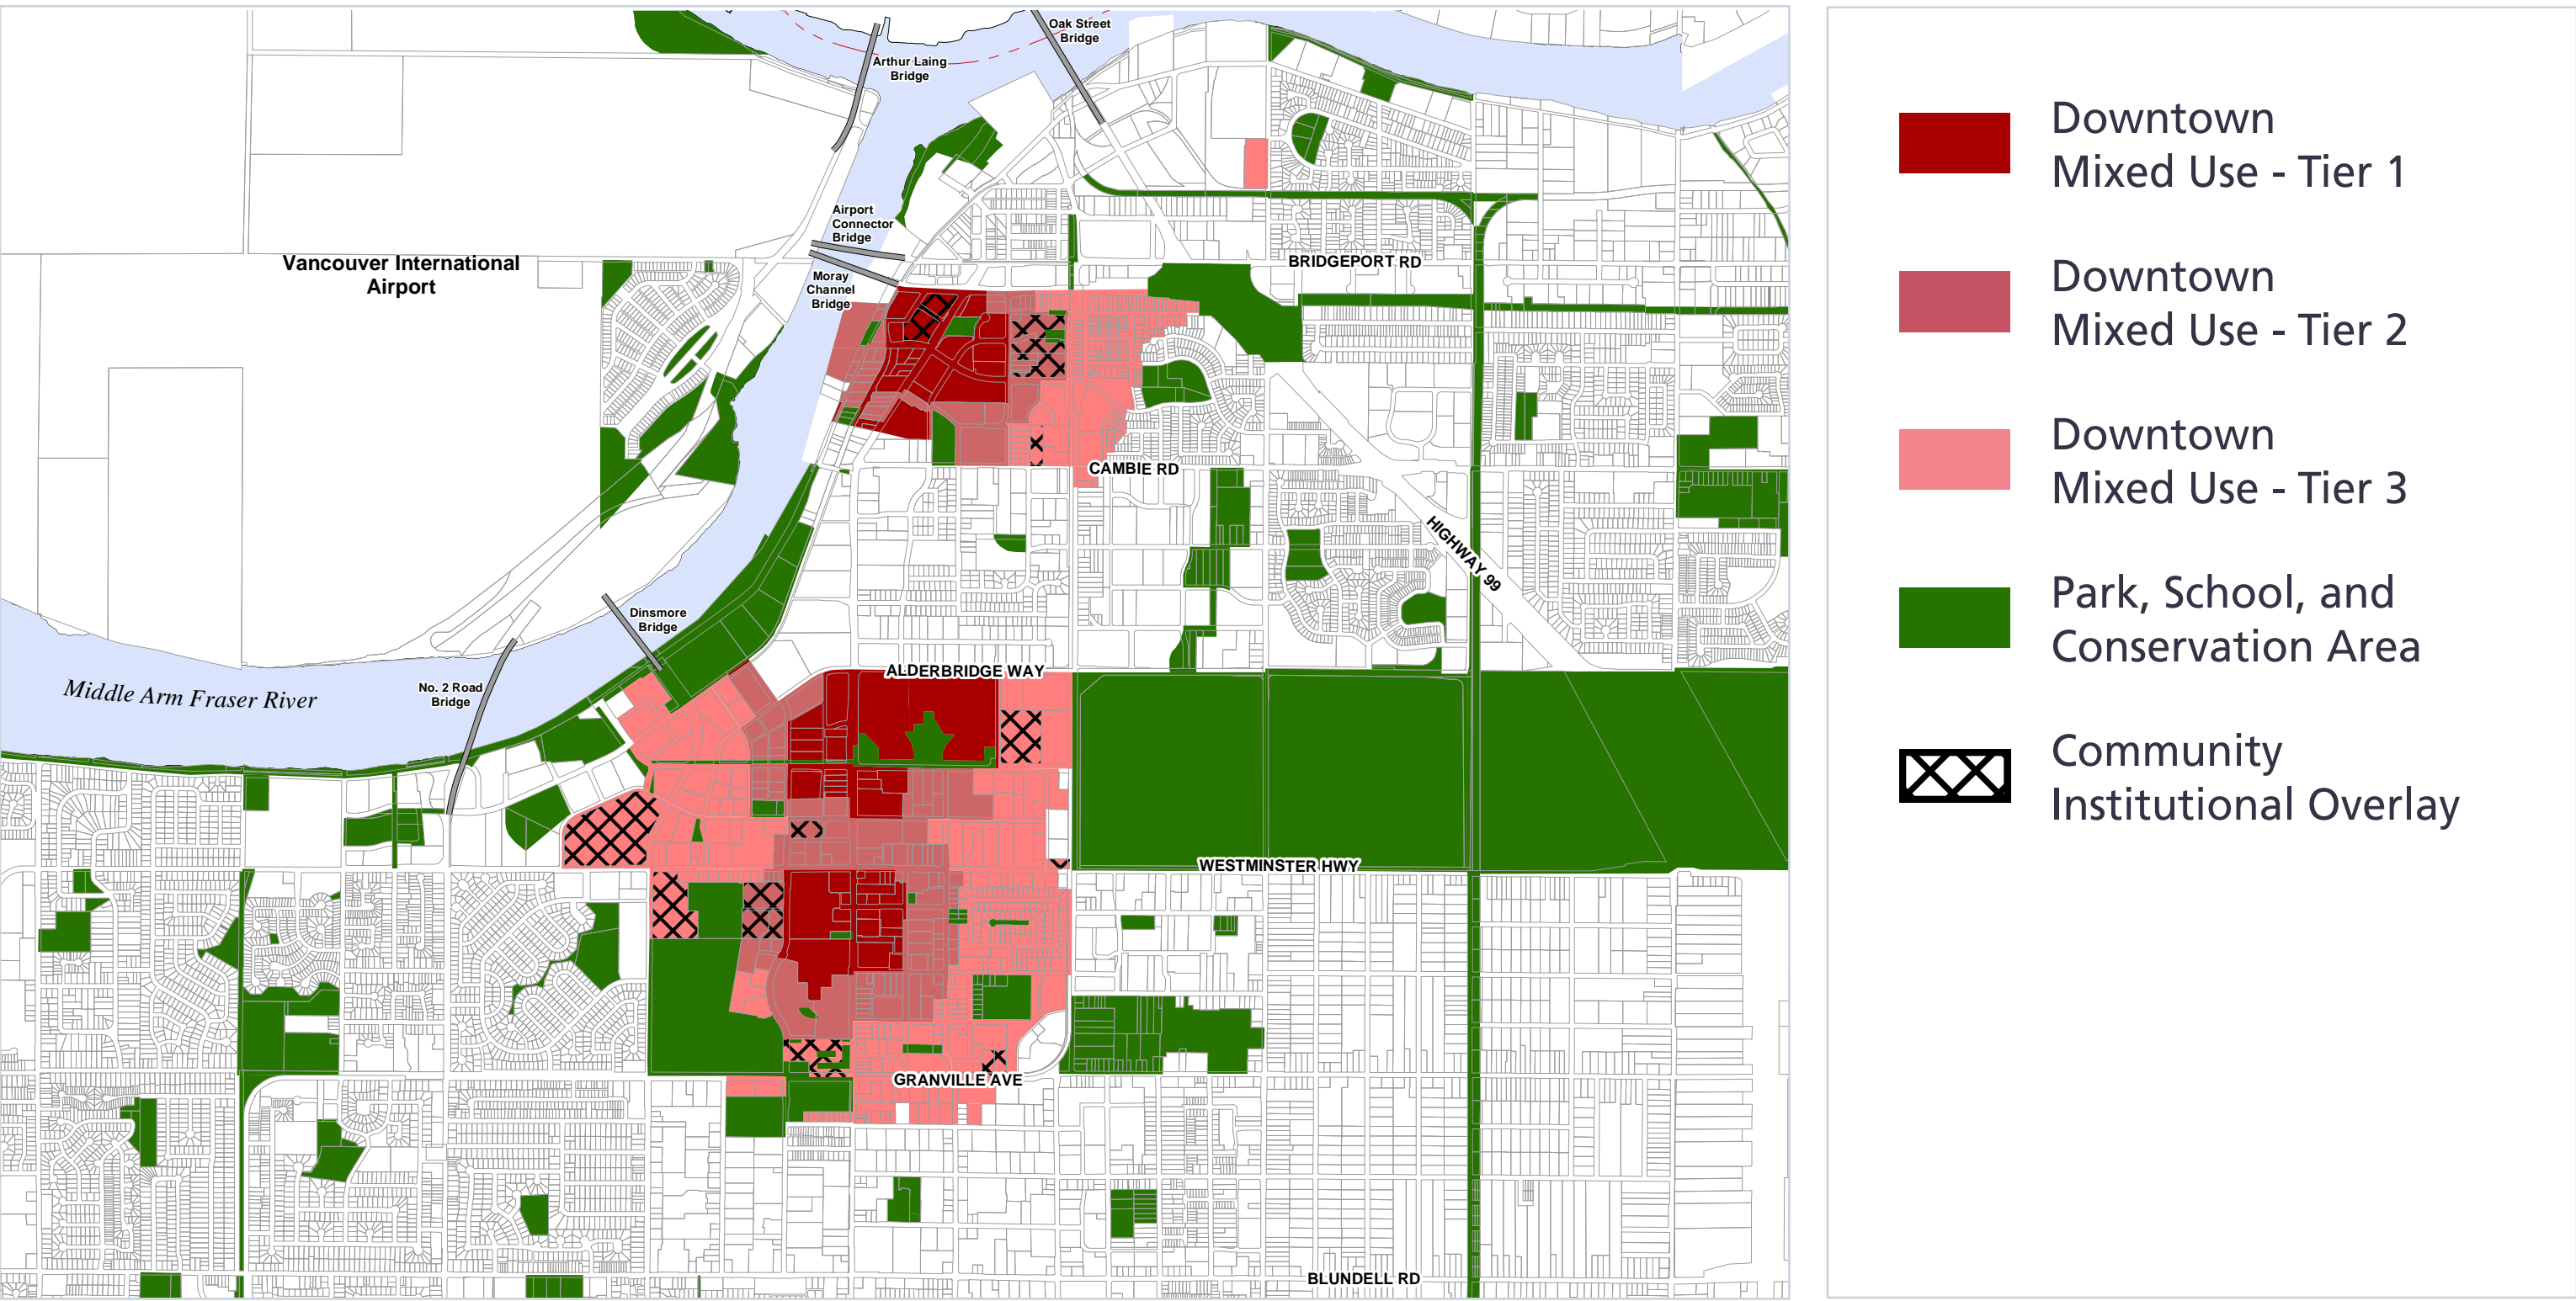 Oak Street
Bridge
Arthur Laing
Bridge
Airport
Connector
Bridge
Vancouver International
Airport
Moray
Channel
Bridge
BRIDGEPORT RD
CAMBIE RD
HIGHWAY 99
Dinsmore
Bridge
ALDERBRIDGE WAY
Middle Arm Fraser River
No. 2 Road
Bridge
WESTMINSTER HWY
GRANVILLE AVE
BLUNDELL RD
Downtown
Mixed Use - Tier 1
Downtown
Mixed Use - Tier 2
Downtown
Mixed Use - Tier 3
Park, School, and
Conservation Area
Community
Institutional Overlay